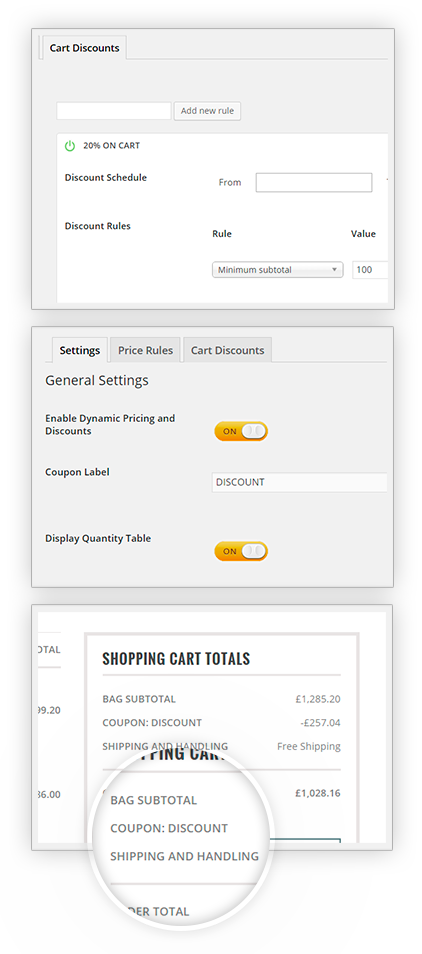 Cart Discounts
Add new rule
20% ON CART
Discount Schedule
From
Discount Rules
Rule
Value
Minimum subtotal
100
Settings
Price Rules
Cart Discounts
General Settings
Enable Dynamic Pricing and
Discounts
ON
Coupon Label
DISCOUNT
Display Quantity Table
ON
OTAL
SHOPPING CART TOTALS
BAG SUBTOTAL £1,285.20
99.20
COUPON: DISCOUNT -£257.04
SHIPPING AND HANDLING Free Shipping
PPING CAR
36.00
£1,028.16
BAG SUBTOTAL
COUPON: DISCOUNT
SHIPPING AND HANDLING
DER TOTAL